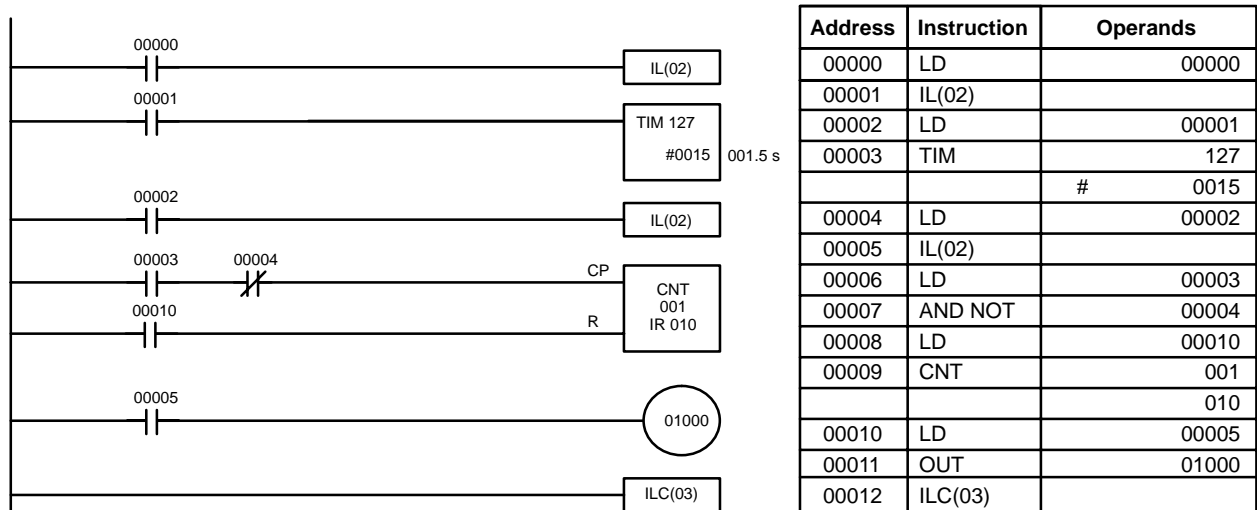 00000
IL(02)
00001
TIM 127
#0015 001.5 s
00002
IL(02)
00003 00004 CP
CNT
001
IR 010
00010 R
00005
01000
ILC(03)
Address Instruction Operands
00000 LD 00000
00001 IL(02)
00002 LD 00001
00003 TIM 127
# 0015
00004 LD 00002
00005 IL(02)
00006 LD 00003
00007 AND NOT 00004
00008 LD 00010
00009 CNT 001
010
00010 LD 00005
00011 OUT 01000
00012 ILC(03)